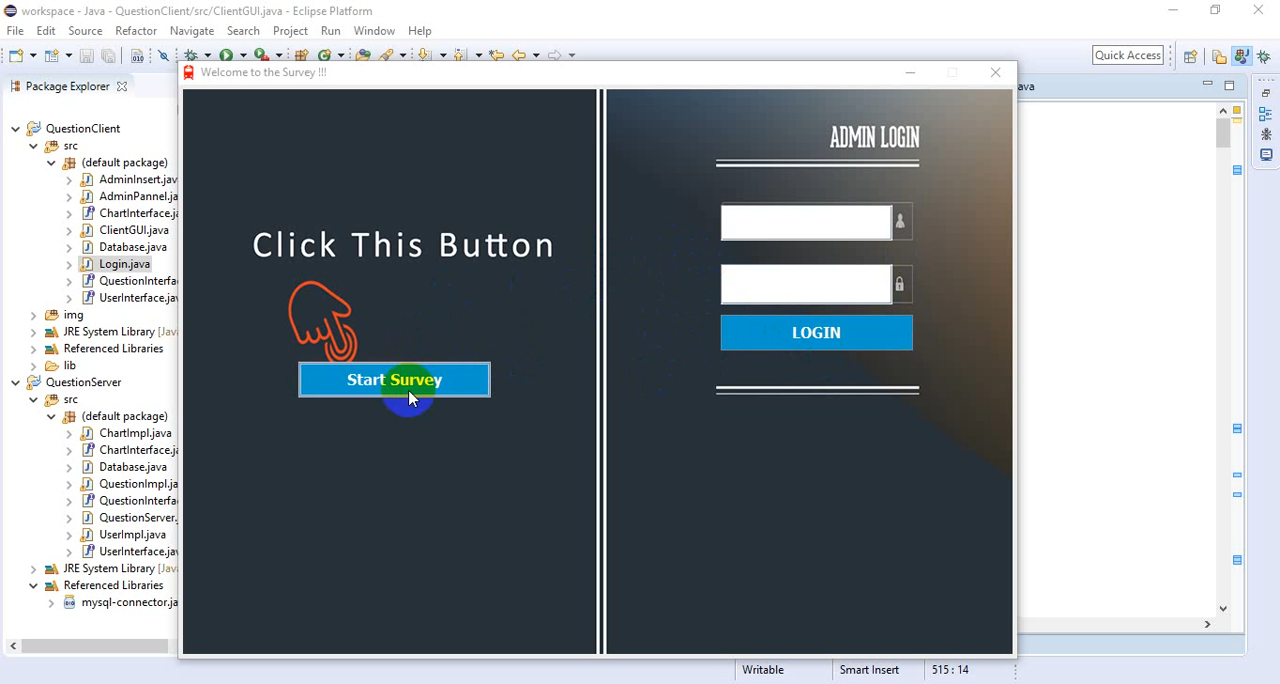 workspace - Java - QuestionClient/src/ClientGUI.java - Eclipse Platform
File Edit Source Refactor Navigate Search Project Run Window Help
Quick Access
Package Explorer
Welcome to the Survey !!!
ava
QuestionClient
src
(default package)
AdminInsert.jav
AdminPannel.ja
ChartInterface.ja
ClientGUI.java
Database.java
Login.java
QuestionInterfa
UserInterface.jav
img
JRE System Library [Jav
Referenced Libraries
lib
QuestionServer
src
(default package)
ChartImpl.java
ChartInterface.ja
Database.java
QuestionImpl.ja
QuestionInterfa
QuestionServer.
UserImpl.java
UserInterface.jav
JRE System Library [Jav
Referenced Libraries
mysql-connector.ja
Click This Button
Start Survey
ADMIN LOGIN
LOGIN
Writable
Smart Insert
515 : 14